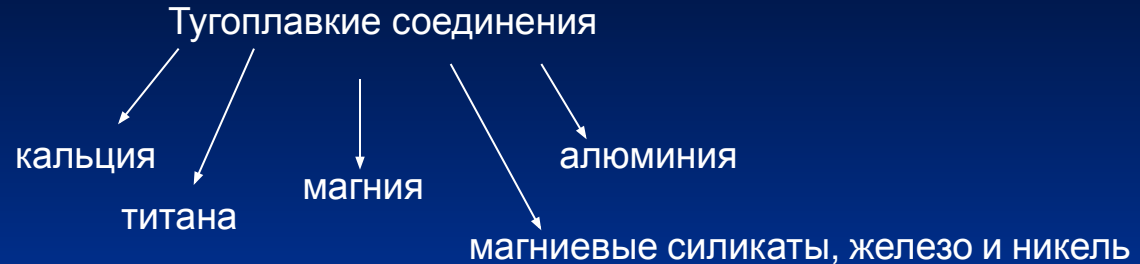 Тугоплавкие соединения
кальция
алюминия
магния
титана
магниевые силикаты, железо и никель